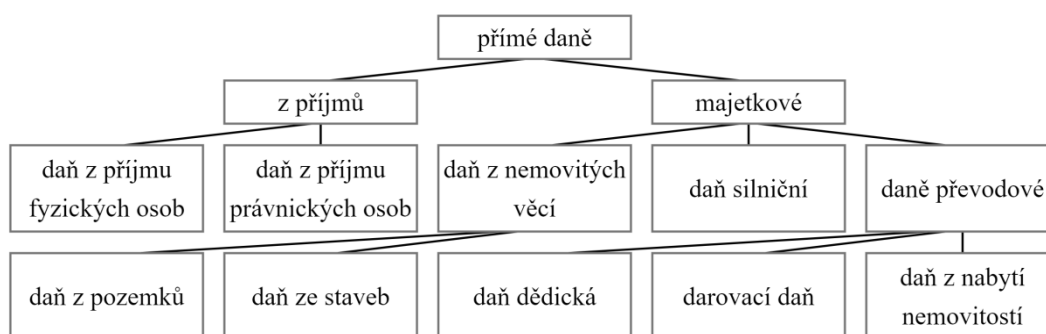 přímé daně
z příjmů
majetkové
daň z příjmu
fyzických osob
daň z příjmu
právnických osob
daň z nemovitých
věcí
daň silniční
daně převodové
daň z pozemků
daň ze staveb
daň dědická
darovací daň
daň z nabytí
nemovitostí